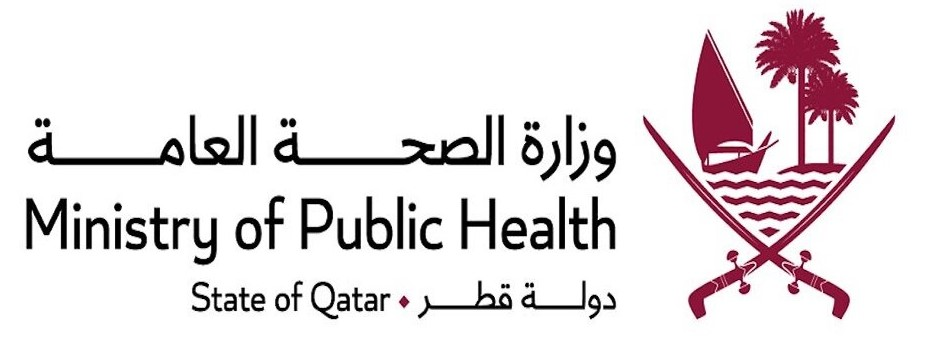 وزارة الصحة العامة
Ministry of Public Health
State of Qatar • دولة قطر